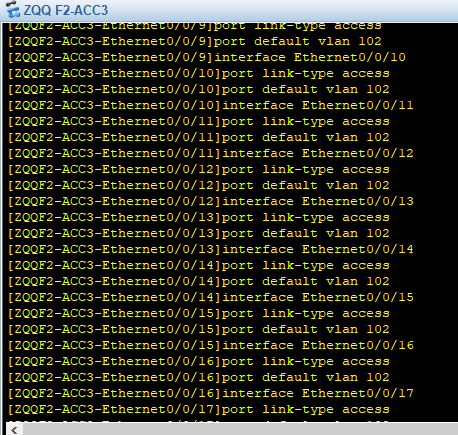 ZQQ F2-ACC3
[ZQQF2-ACC3-Ethernet0/0/9]port link-type access
[ZQQF2-ACC3-Ethernet0/0/9]port default vlan 102
[ZQQF2-ACC3-Ethernet0/0/9]interface Ethernet0/0/10
[ZQQF2-ACC3-Ethernet0/0/10]port link-type access
[ZQQF2-ACC3-Ethernet0/0/10]port default vlan 102
[ZQQF2-ACC3-Ethernet0/0/10]interface Ethernet0/0/11
[ZQQF2-ACC3-Ethernet0/0/11]port link-type access
[ZQQF2-ACC3-Ethernet0/0/11]port default vlan 102
[ZQQF2-ACC3-Ethernet0/0/11]interface Ethernet0/0/12
[ZQQF2-ACC3-Ethernet0/0/12]port link-type access
[ZQQF2-ACC3-Ethernet0/0/12]port default vlan 102
[ZQQF2-ACC3-Ethernet0/0/12]interface Ethernet0/0/13
[ZQQF2-ACC3-Ethernet0/0/13]port link-type access
[ZQQF2-ACC3-Ethernet0/0/13]port default vlan 102
[ZQQF2-ACC3-Ethernet0/0/13]interface Ethernet0/0/14
[ZQQF2-ACC3-Ethernet0/0/14]port link-type access
[ZQQF2-ACC3-Ethernet0/0/14]port default vlan 102
[ZQQF2-ACC3-Ethernet0/0/14]interface Ethernet0/0/15
[ZQQF2-ACC3-Ethernet0/0/15]port link-type access
[ZQQF2-ACC3-Ethernet0/0/15]port default vlan 102
[ZQQF2-ACC3-Ethernet0/0/15]interface Ethernet0/0/16
[ZQQF2-ACC3-Ethernet0/0/16]port link-type access
[ZQQF2-ACC3-Ethernet0/0/16]port default vlan 102
[ZQQF2-ACC3-Ethernet0/0/16]interface Ethernet0/0/17
[ZQQF2-ACC3-Ethernet0/0/17]port link-type access